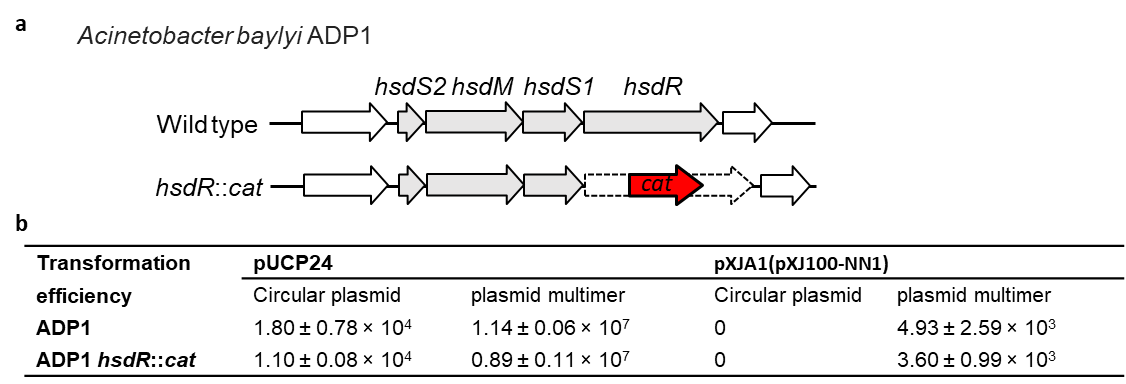 a
Acinetobacter baylyi ADP1
hsdS2 hsdM hsdS1 hsdR
Wild type
hsdR::cat
cat
b
Transformation pUCP24 pXJA1(pXJ100-NN1)
efficiency Circular plasmid plasmid multimer Circular plasmid plasmid multimer
ADP1 1.80 ± 0.78 × 10⁴ 1.14 ± 0.06 × 10⁷ 0 4.93 ± 2.59 × 10³
ADP1 hsdR::cat 1.10 ± 0.08 × 10⁴ 0.89 ± 0.11 × 10⁷ 0 3.60 ± 0.99 × 10³